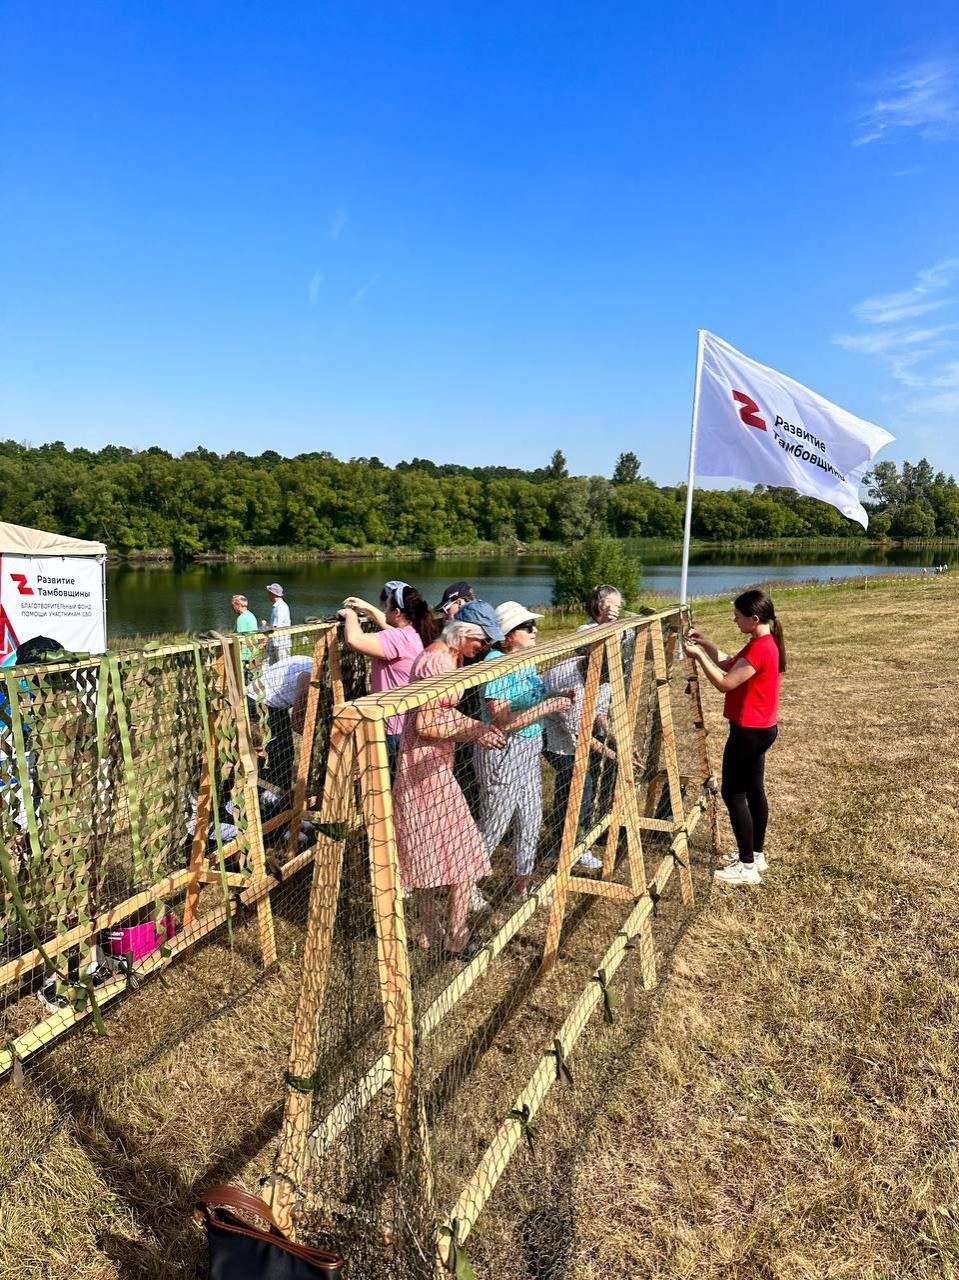 Развитие
Тамбовщины
Развитие
Тамбовщины
БЛАГОТВОРИТЕЛЬНЫЙ ФОНД
ПОМОЩИ УЧАСТНИКАМ СВО